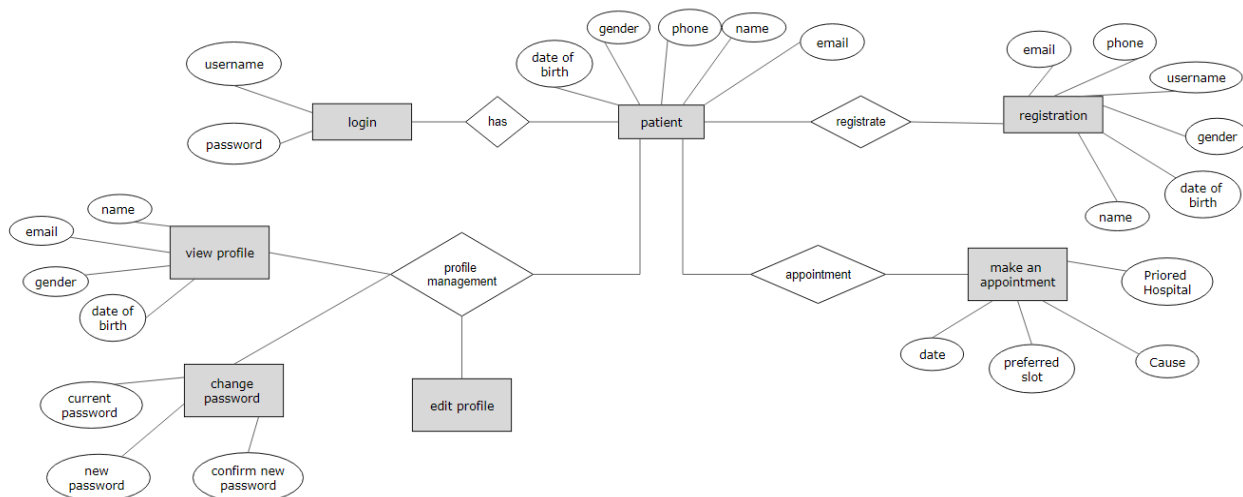 gender
phone
name
email
date of
birth
username
password
login
has
patient
registrate
email
phone
username
registration
gender
date of
birth
name
name
email
view profile
gender
date of
birth
profile
management
appointment
make an
appointment
Priored
Hospital
date
preferred
slot
Cause
change
password
current
password
new
password
confirm new
password
edit profile